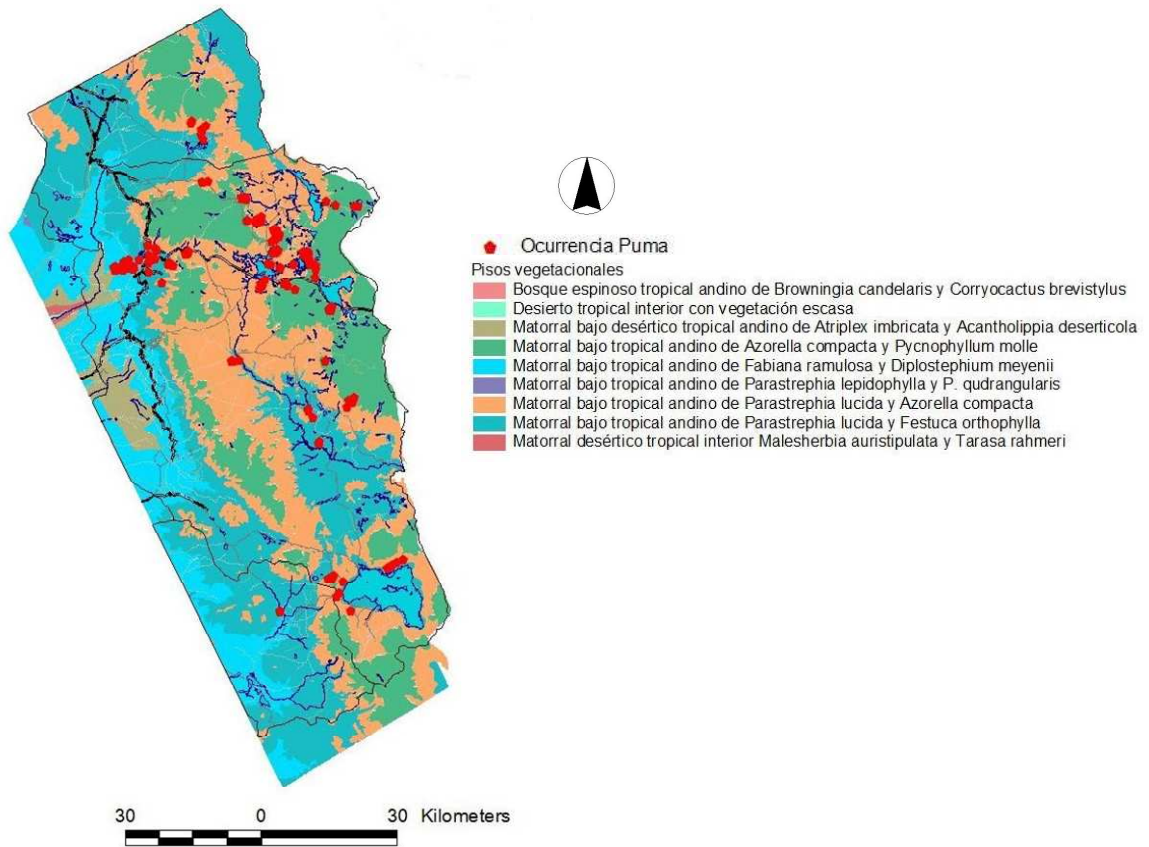 Ocurrencia Puma
Pisos vegetacionales
Bosque espinoso tropical andino de Browningia candelaris y Corryocactus brevistylus
Desierto tropical interior con vegetación escasa
Matorral bajo desértico tropical andino de Atriplex imbricata y Acantholippia deserticola
Matorral bajo tropical andino de Azorella compacta y Pycnophyllum molle
Matorral bajo tropical andino de Fabiana ramulosa y Diplostephium meyenii
Matorral bajo tropical andino de Parastrephia lepidophylla y P. qudrangularis
Matorral bajo tropical andino de Parastrephia lucida y Azorella compacta
Matorral bajo tropical andino de Parastrephia lucida y Festuca orthophylla
Matorral desértico tropical interior Malesherbia auristipulata y Tarasa rahmeri
30 0 30 Kilometers